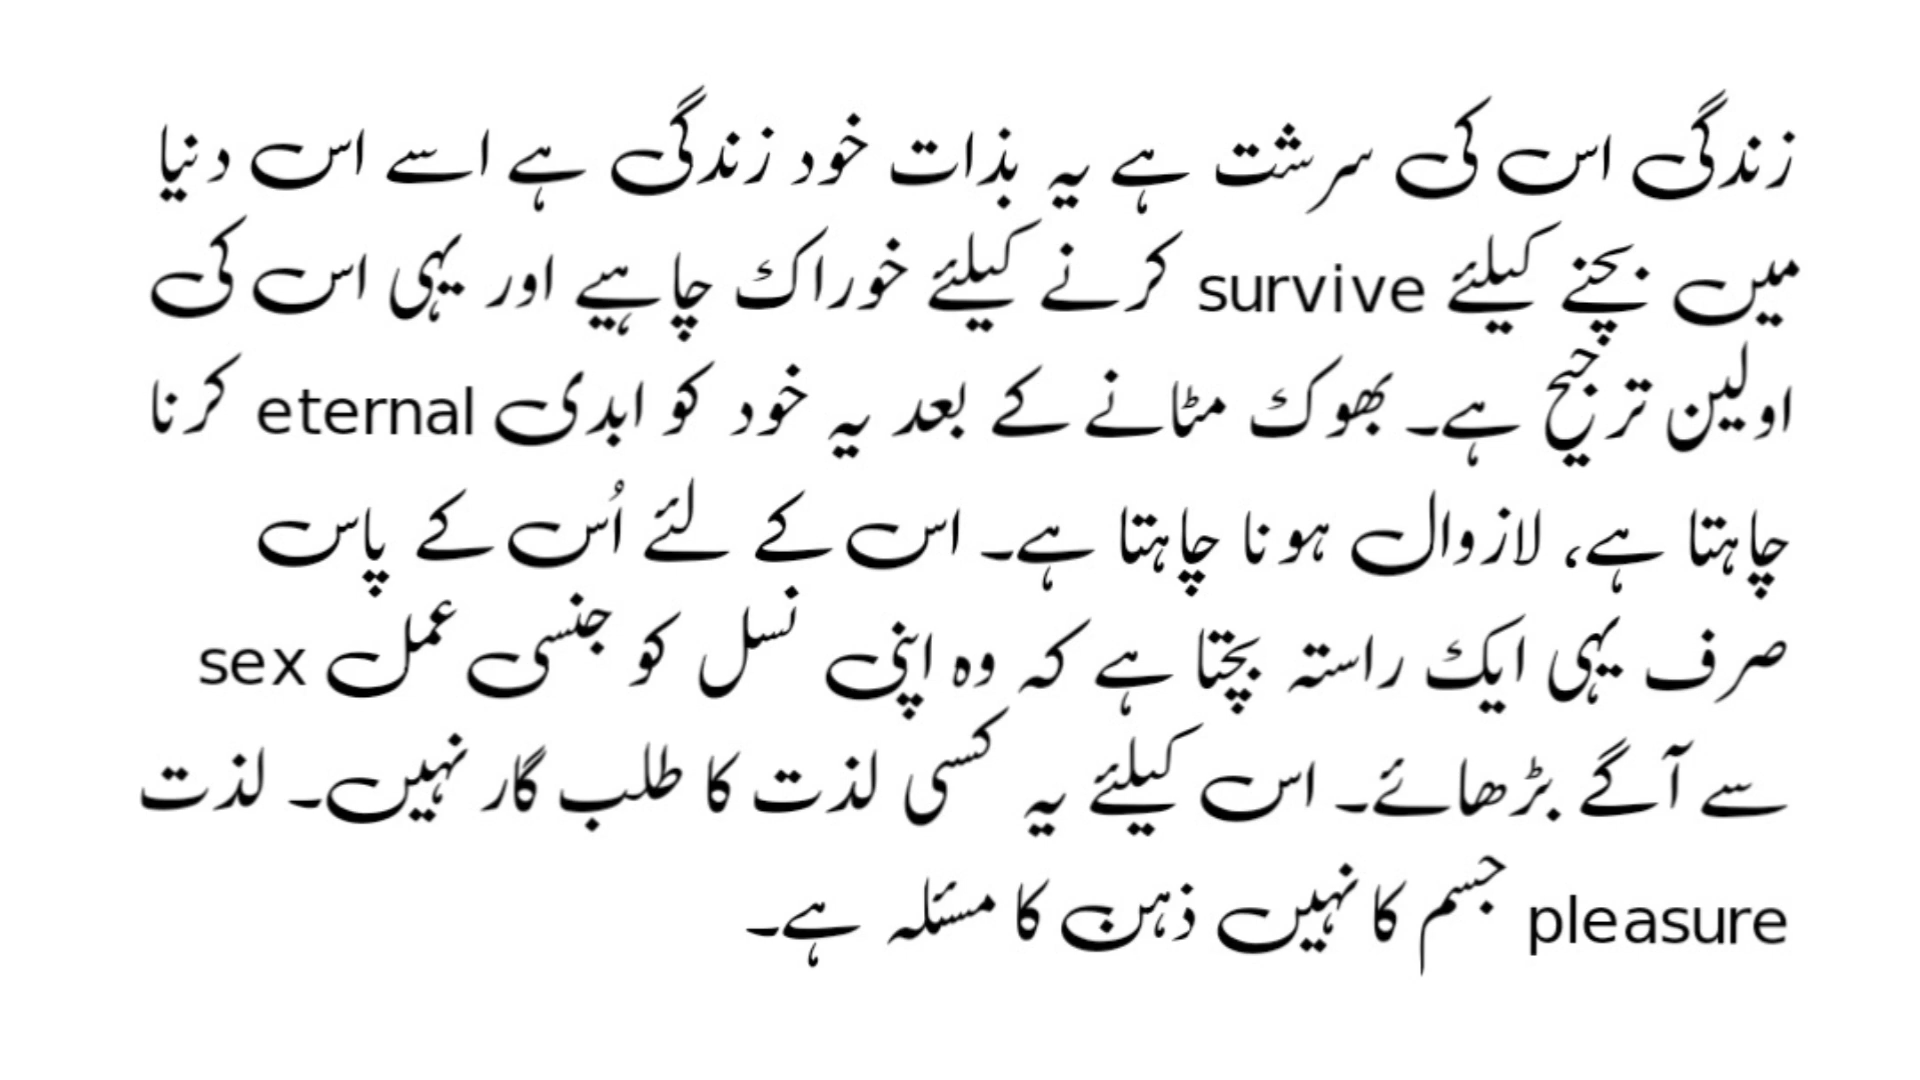 زندگی اس کی سرشت ہے یہ بذات خود زندگی ہے اسے اس دنیا
میں بچنے کیلئے survive کرنے کیلئے خوراک چاہیے اور یہی اس کی
اولین ترجیح ہے۔ بھوک مٹانے کے بعد یہ خود کو ابدی eternal کرنا
چاہتا ہے، لازوال ہونا چاہتا ہے۔ اس کے لئے اُس کے پاس
صرف یہی ایک راستہ بچتا ہے کہ وہ اپنی نسل کو جنسی عمل sex
سے آگے بڑھائے۔ اس کیلئے یہ کسی لذت کا طلب گار نہیں۔ لذت
pleasure جسم کا نہیں ذہن کا مسئلہ ہے۔